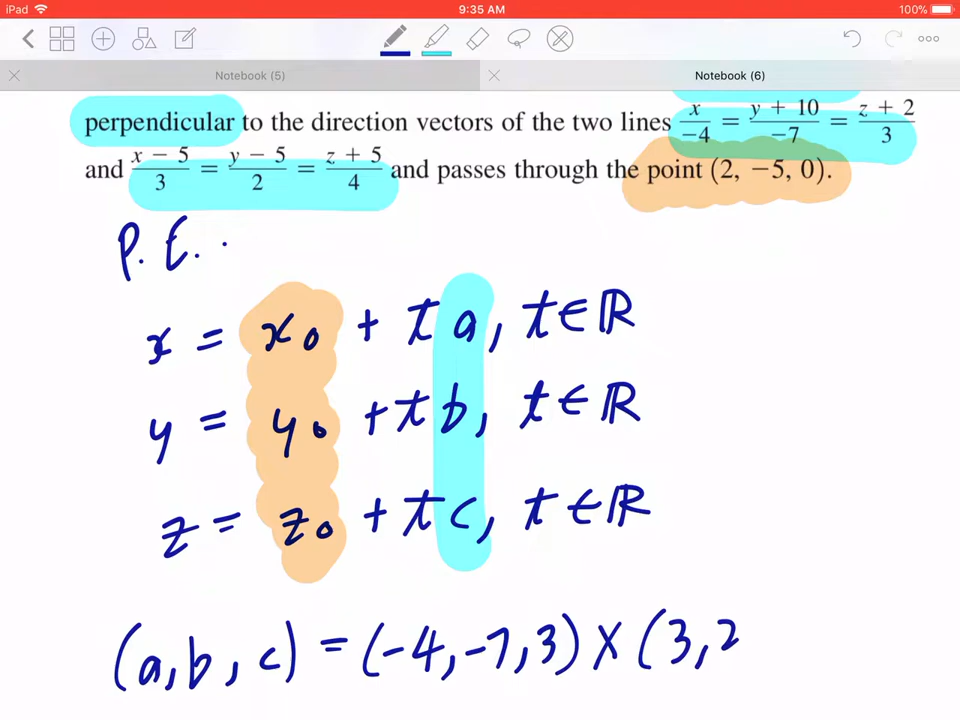 iPad 9:35 AM 100%
Notebook (5) Notebook (6)
perpendicular to the direction vectors of the two lines x/-4 = y + 10/-7 = z + 2/3
and x − 5/3 = y − 5/2 = z + 5/4 and passes through the point (2, −5, 0).
P. E. .
x = x₀ + ta, t∈ℝ
y = y₀ + tb, t∈ℝ
z = z₀ + tc, t∈ℝ
(a, b, c) = (-4, -7, 3) × (3, 2